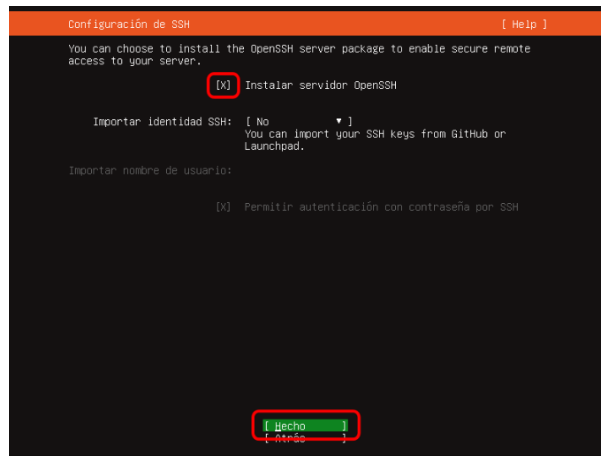 Configuración de SSH [ Help ]
You can choose to install the OpenSSH server package to enable secure remote
access to your server.
[X] Instalar servidor OpenSSH
Importar identidad SSH: [ No ▾ ]
You can import your SSH keys from GitHub or
Launchpad.
Importar nombre de usuario:
[X] Permitir autenticación con contraseña por SSH
[ Hecho ]
[ Atrás ]